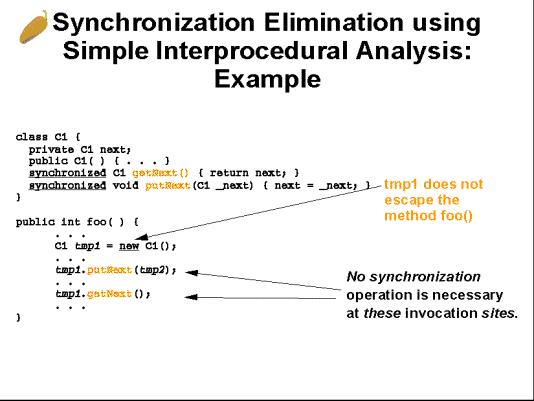 Synchronization Elimination using
Simple Interprocedural Analysis:
Example
class C1 {
private C1 next;
public C1( ) { . . . }
synchronized C1 getNext() { return next; }
synchronized void putNext(C1 _next) { next = _next; }
}
tmp1 does not
escape the
method foo()
public int foo( ) {
. . .
C1 tmp1 = new C1();
. . .
tmp1.putNext(tmp2);
. . .
tmp1.getNext();
. . .
}
No synchronization
operation is necessary
at these invocation sites.